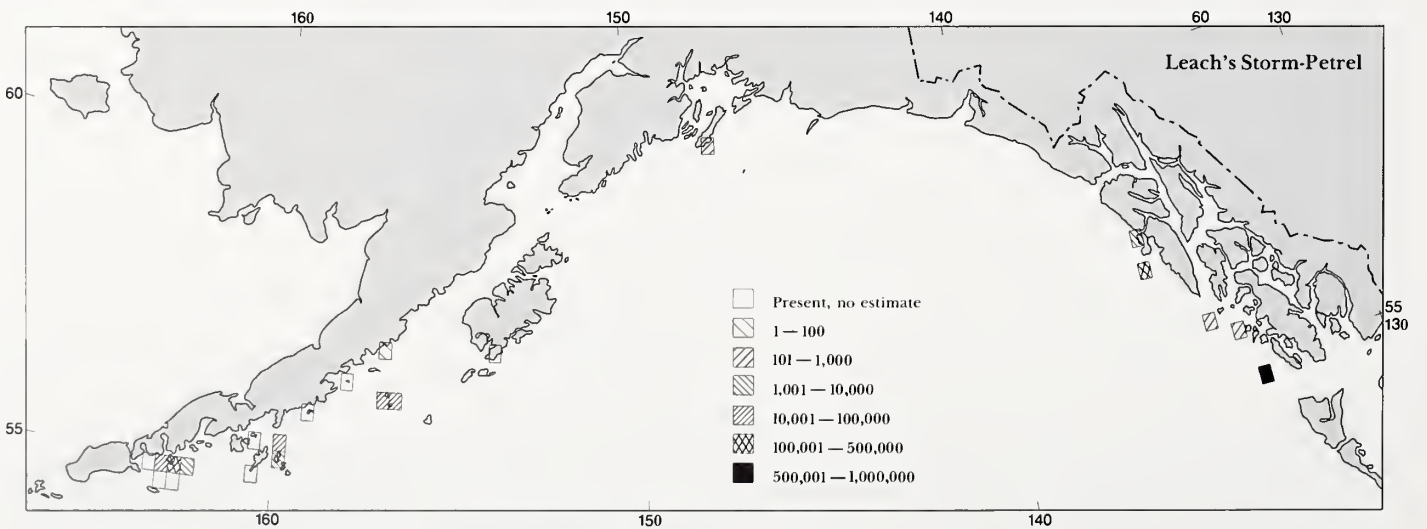 160 150 140 60 130
Leach's Storm-Petrel
60
55
130
Present, no estimate
1—100
101—1,000
1,001—10,000
10,001—100,000
100,001—500,000
500,001—1,000,000
55
160 150 140